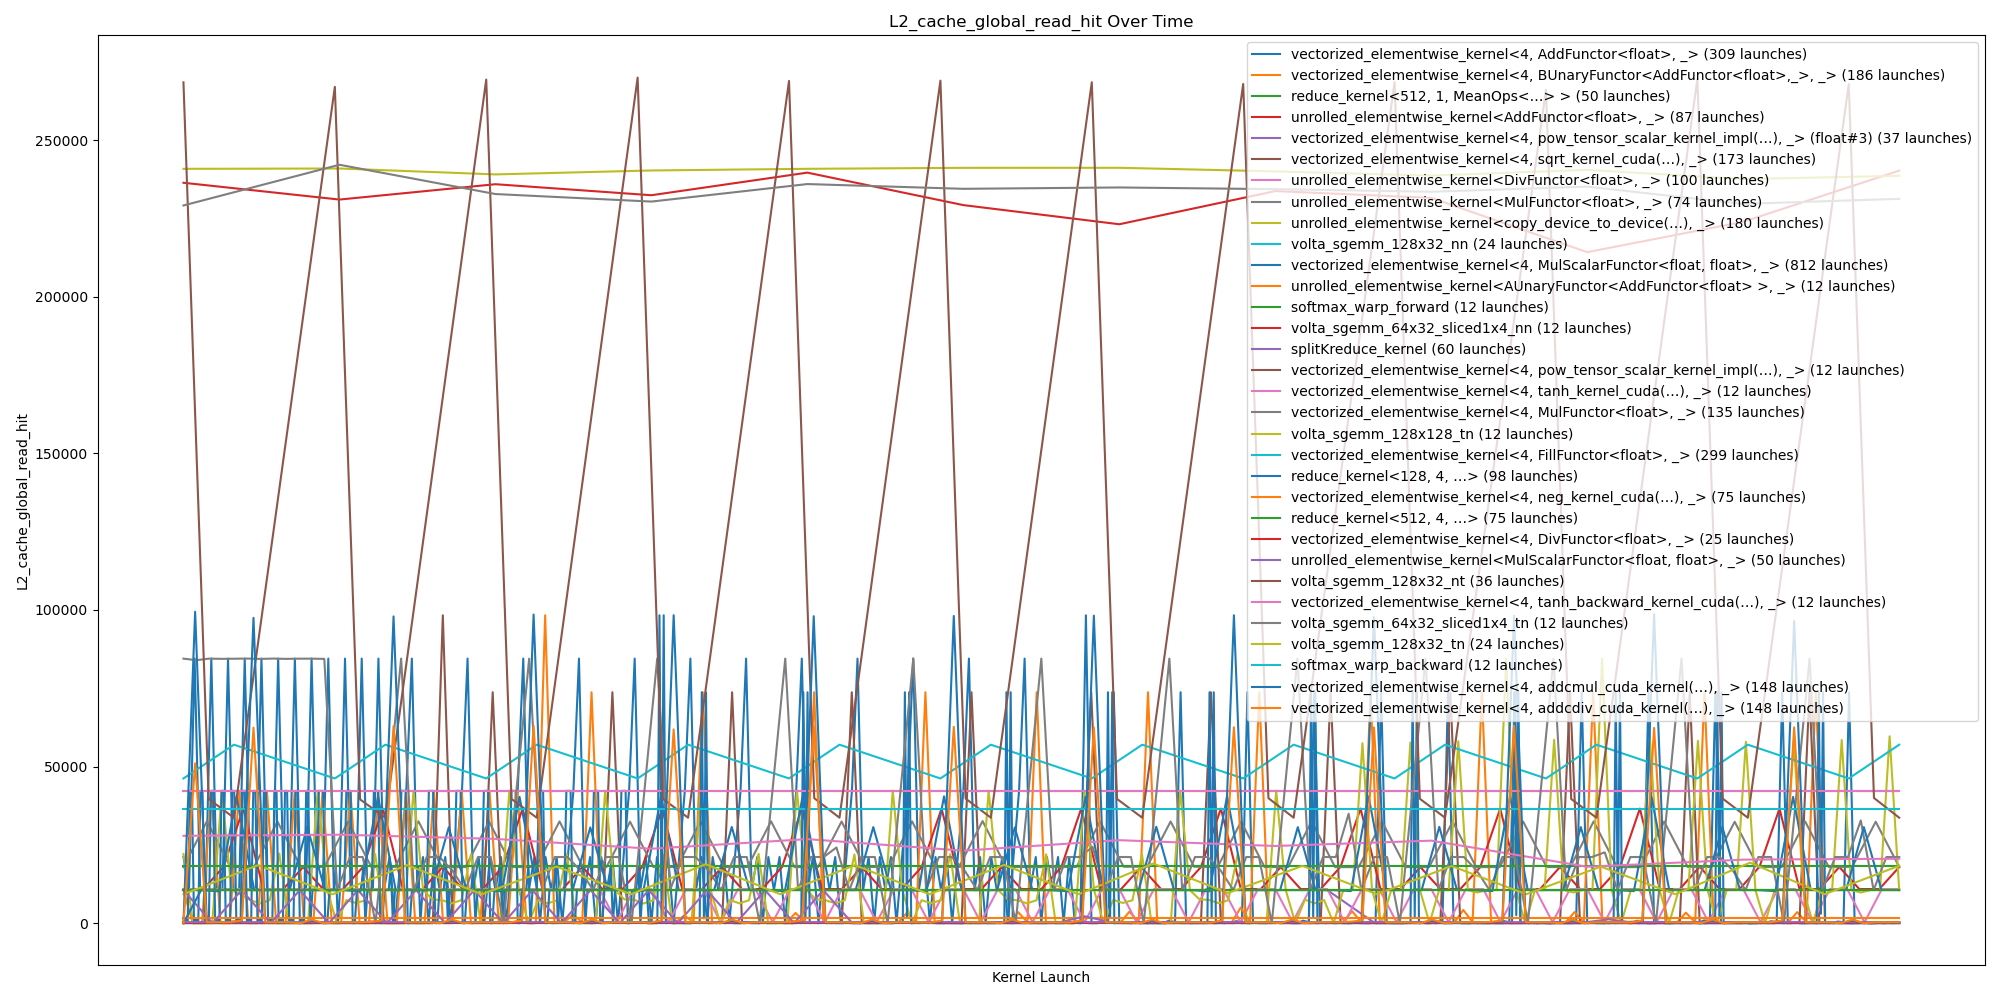 L2_cache_global_read_hit Over Time
vectorized_elementwise_kernel<4, AddFunctor<float>, _> (309 launches)
vectorized_elementwise_kernel<4, BUnaryFunctor<AddFunctor<float>,_>, _> (186 launches)
reduce_kernel<512, 1, MeanOps<...> > (50 launches)
unrolled_elementwise_kernel<AddFunctor<float>, _> (87 launches)
vectorized_elementwise_kernel<4, pow_tensor_scalar_kernel_impl(...), _> (float#3) (37 launches)
vectorized_elementwise_kernel<4, sqrt_kernel_cuda(...), _> (173 launches)
unrolled_elementwise_kernel<DivFunctor<float>, _> (100 launches)
unrolled_elementwise_kernel<MulFunctor<float>, _> (74 launches)
unrolled_elementwise_kernel<copy_device_to_device(...), _> (180 launches)
volta_sgemm_128x32_nn (24 launches)
vectorized_elementwise_kernel<4, MulScalarFunctor<float, float>, _> (812 launches)
unrolled_elementwise_kernel<AUnaryFunctor<AddFunctor<float> >, _> (12 launches)
softmax_warp_forward (12 launches)
volta_sgemm_64x32_sliced1x4_nn (12 launches)
splitKreduce_kernel (60 launches)
vectorized_elementwise_kernel<4, pow_tensor_scalar_kernel_impl(...), _> (12 launches)
vectorized_elementwise_kernel<4, tanh_kernel_cuda(...), _> (12 launches)
vectorized_elementwise_kernel<4, MulFunctor<float>, _> (135 launches)
volta_sgemm_128x128_tn (12 launches)
vectorized_elementwise_kernel<4, FillFunctor<float>, _> (299 launches)
reduce_kernel<128, 4, ...> (98 launches)
vectorized_elementwise_kernel<4, neg_kernel_cuda(...), _> (75 launches)
reduce_kernel<512, 4, ...> (75 launches)
vectorized_elementwise_kernel<4, DivFunctor<float>, _> (25 launches)
unrolled_elementwise_kernel<MulScalarFunctor<float, float>, _> (50 launches)
volta_sgemm_128x32_nt (36 launches)
vectorized_elementwise_kernel<4, tanh_backward_kernel_cuda(...), _> (12 launches)
volta_sgemm_64x32_sliced1x4_tn (12 launches)
volta_sgemm_128x32_tn (24 launches)
softmax_warp_backward (12 launches)
vectorized_elementwise_kernel<4, addcmul_cuda_kernel(...), _> (148 launches)
vectorized_elementwise_kernel<4, addcdiv_cuda_kernel(...), _> (148 launches)
L2_cache_global_read_hit
250000
200000
150000
100000
50000
0
Kernel Launch